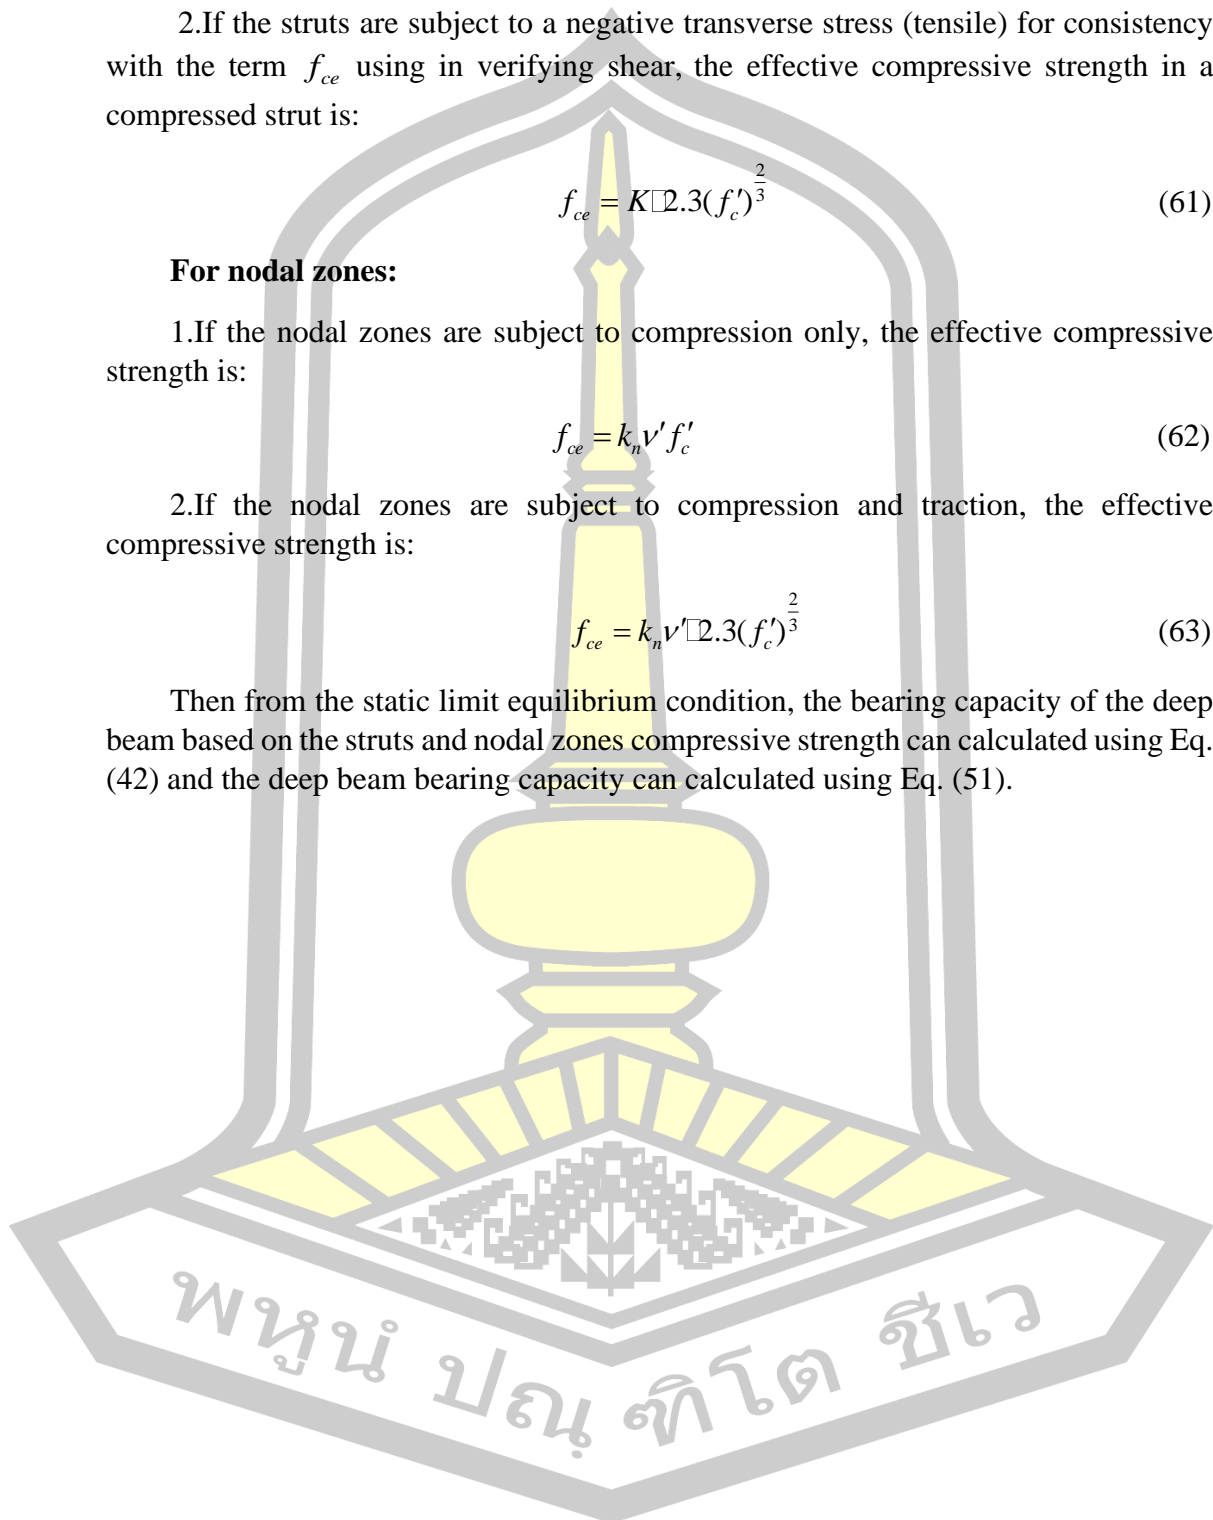 2.If the struts are subject to a negative transverse stress (tensile) for consistency
with the term f_ce using in verifying shear, the effective compressive strength in a
compressed strut is:
f_ce = K□2.3(f_c′)^(2/3) (61)
For nodal zones:
1.If the nodal zones are subject to compression only, the effective compressive
strength is:
f_ce = k_n ν′ f_c′ (62)
2.If the nodal zones are subject to compression and traction, the effective
compressive strength is:
f_ce = k_n ν′□2.3(f_c′)^(2/3) (63)
Then from the static limit equilibrium condition, the bearing capacity of the deep
beam based on the struts and nodal zones compressive strength can calculated using Eq.
(42) and the deep beam bearing capacity can calculated using Eq. (51).
พหูนํ ปณฺฑิโต ชีเว